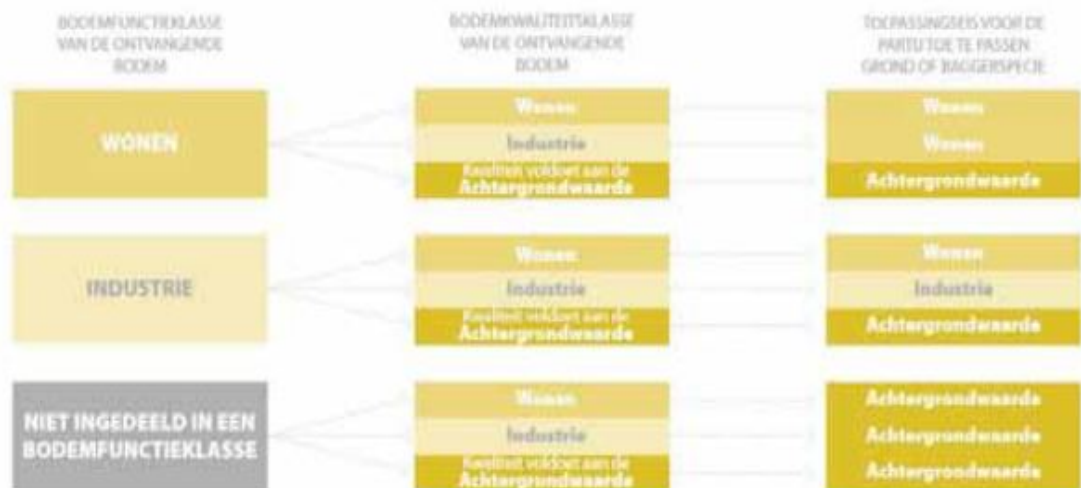 BODEMFUNCTIEKLASSE
VAN DE ONTVANGENDE
BODEM
BODEMKWALITEITSKLASSE
VAN DE ONTVANGENDE
BODEM
TOEPASSINGSEIS VOOR DE
PARTIJ TOE TE PASSEN
GROND OF BAGGERSPECIE
WONEN
Wonen
Industrie
Kwaliteit voldoet aan de
Achtergrondwaarde
Wonen
Wonen
Achtergrondwaarde
INDUSTRIE
Wonen
Industrie
Kwaliteit voldoet aan de
Achtergrondwaarde
Wonen
Industrie
Achtergrondwaarde
NIET INGEDEELD IN EEN
BODEMFUNCTIEKLASSE
Wonen
Industrie
Kwaliteit voldoet aan de
Achtergrondwaarde
Achtergrondwaarde
Achtergrondwaarde
Achtergrondwaarde